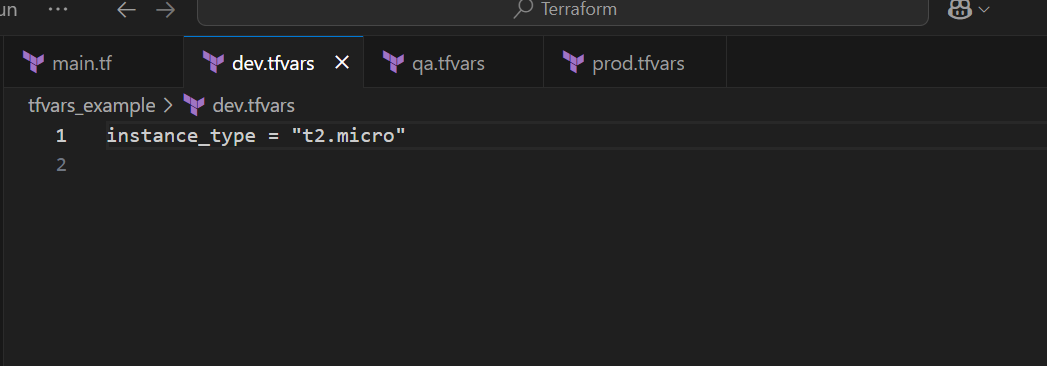 un ··· ← → Terraform
main.tf dev.tfvars × qa.tfvars prod.tfvars
tfvars_example > dev.tfvars
1 instance_type = "t2.micro"
2